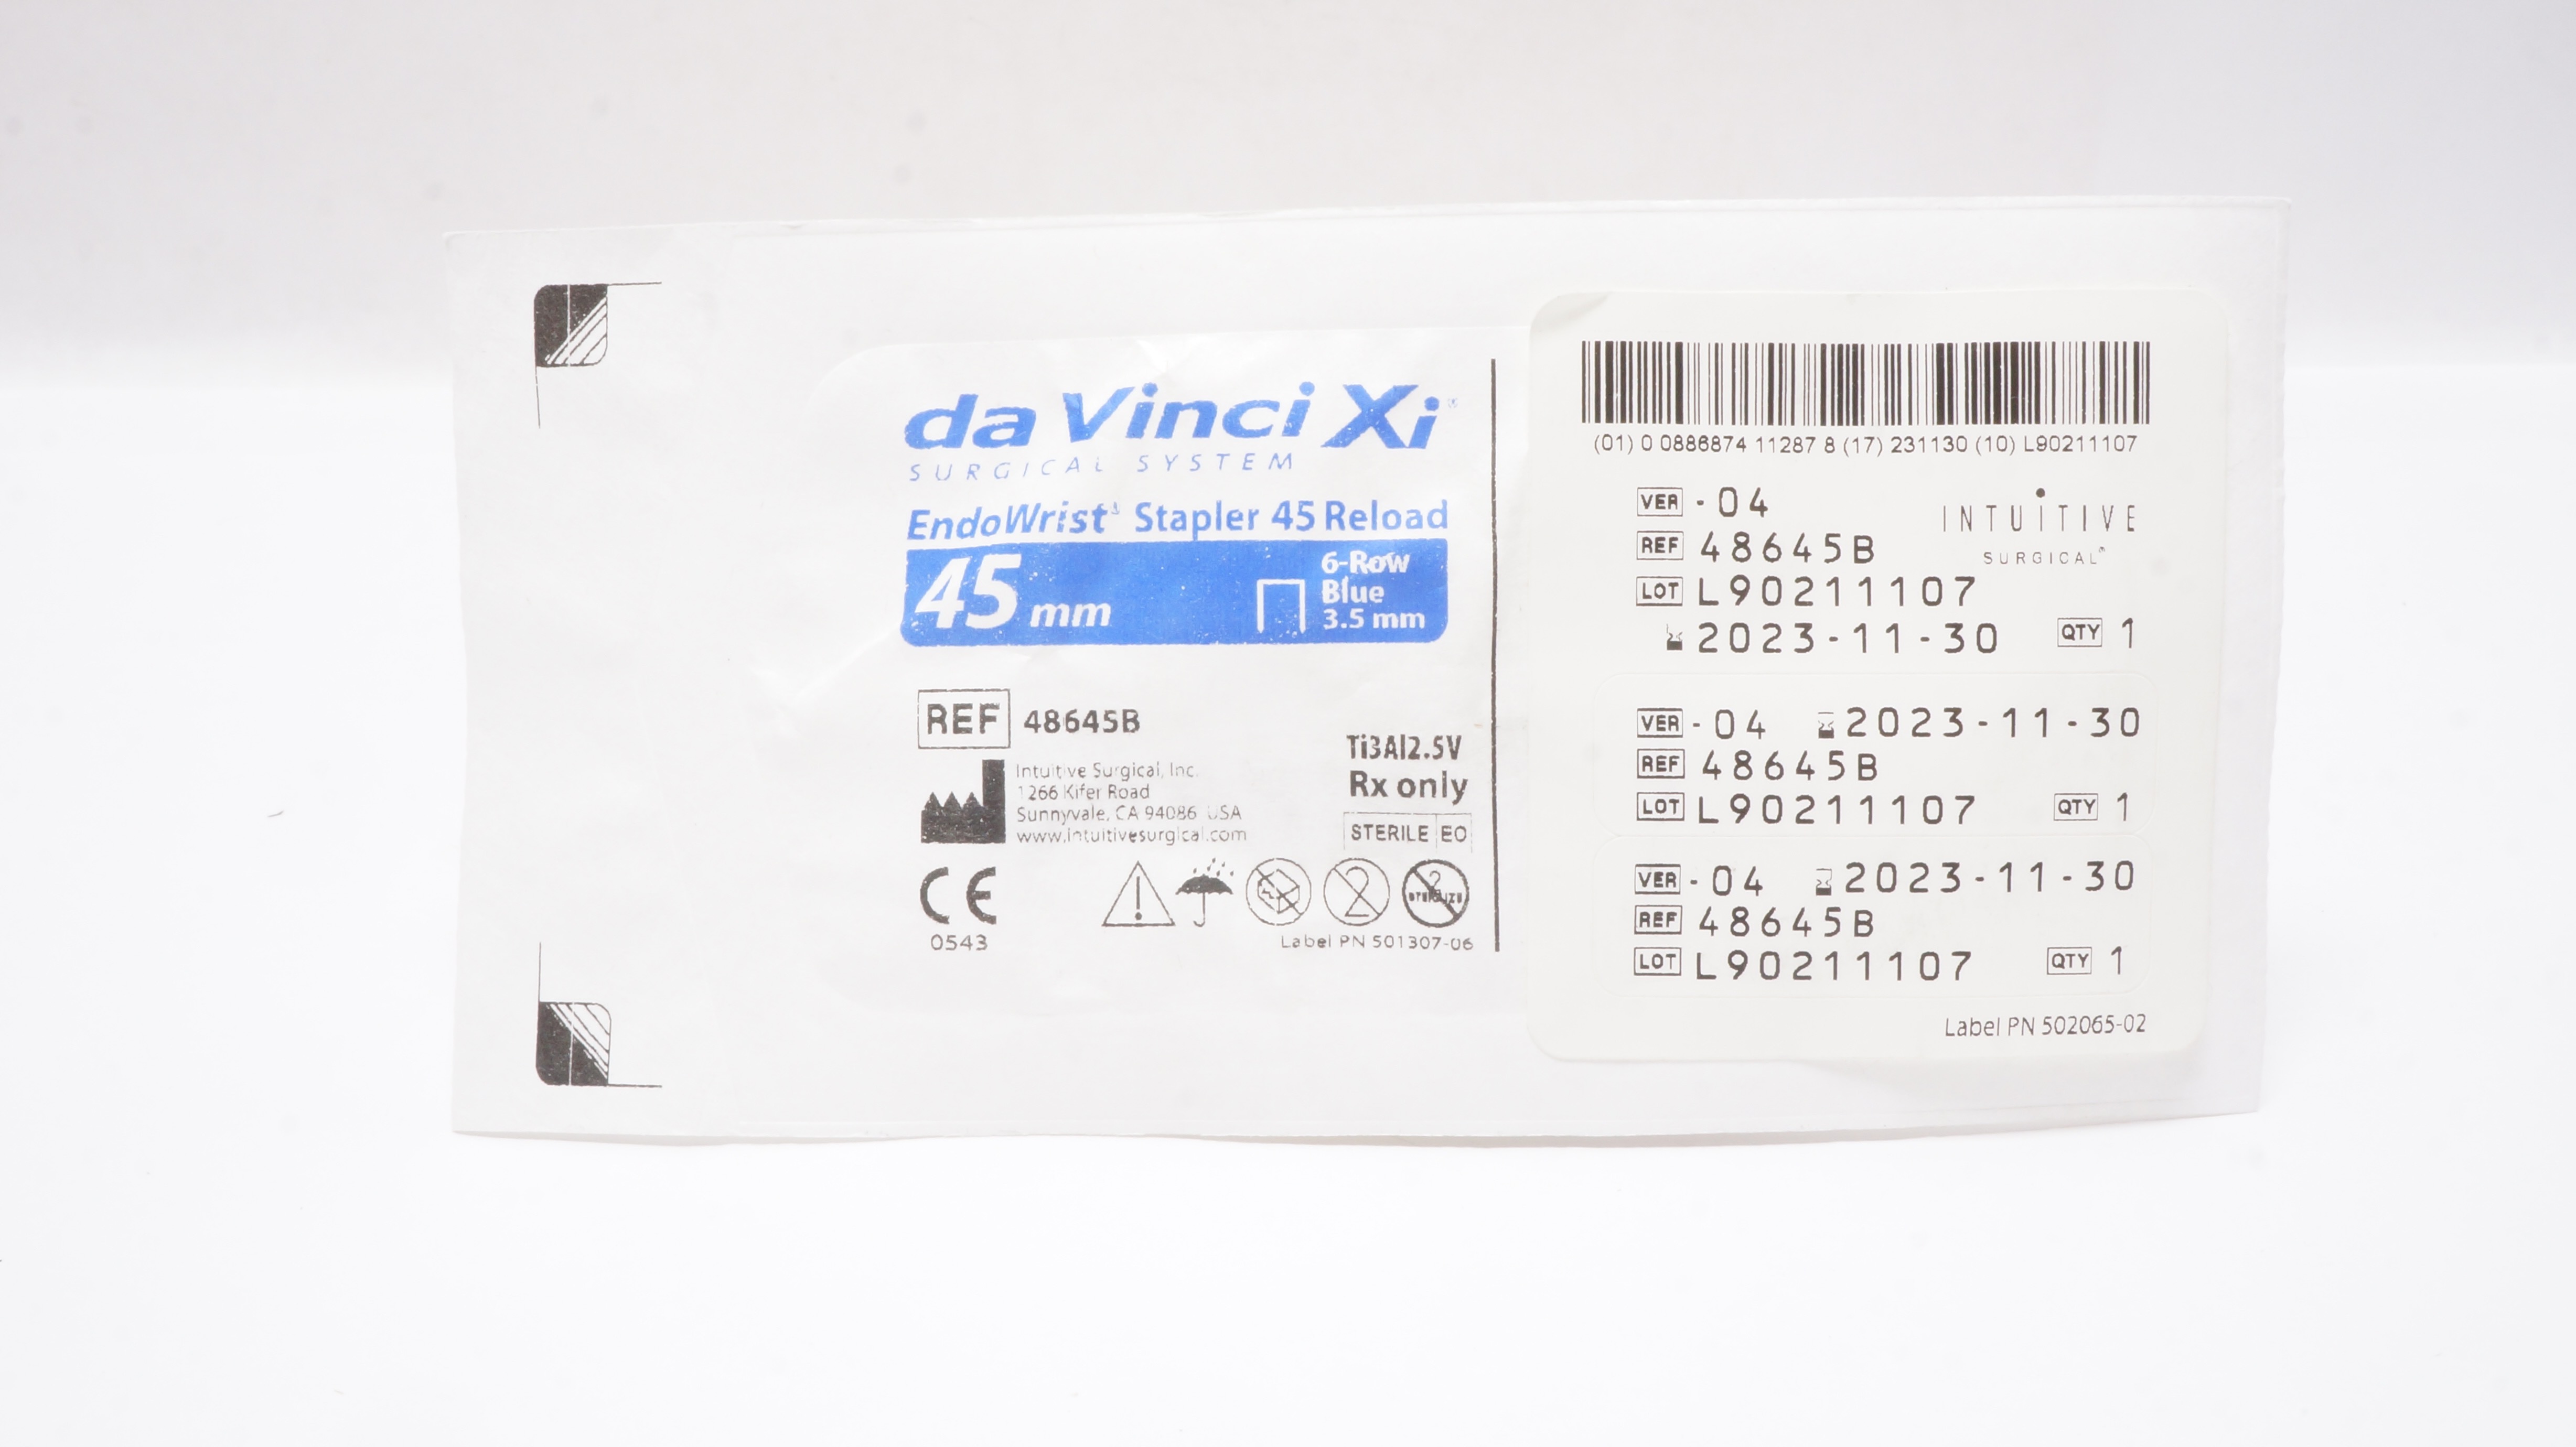 da Vinci Xi®
SURGICAL SYSTEM
EndoWrist® Stapler 45 Reload
45 mm
6-Row
Blue
3.5 mm
REF 48645B
Intuitive Surgical, Inc.
1266 Kifer Road
Sunnyvale, CA 94086 USA
www.intuitivesurgical.com
Ti3Al2.5V
Rx only
STERILE EO
CE
0543
2
STERILIZE
Label PN 501307-06
(01) 0 0886874 11287 8 (17) 231130 (10) L90211107
VER - 04
INTUITIVE
SURGICAL®
REF 48645B
LOT L90211107
2023-11-30 QTY 1
VER - 04 2023-11-30
REF 48645B
LOT L90211107 QTY 1
VER - 04 2023-11-30
REF 48645B
LOT L90211107 QTY 1
Label PN 502065-02